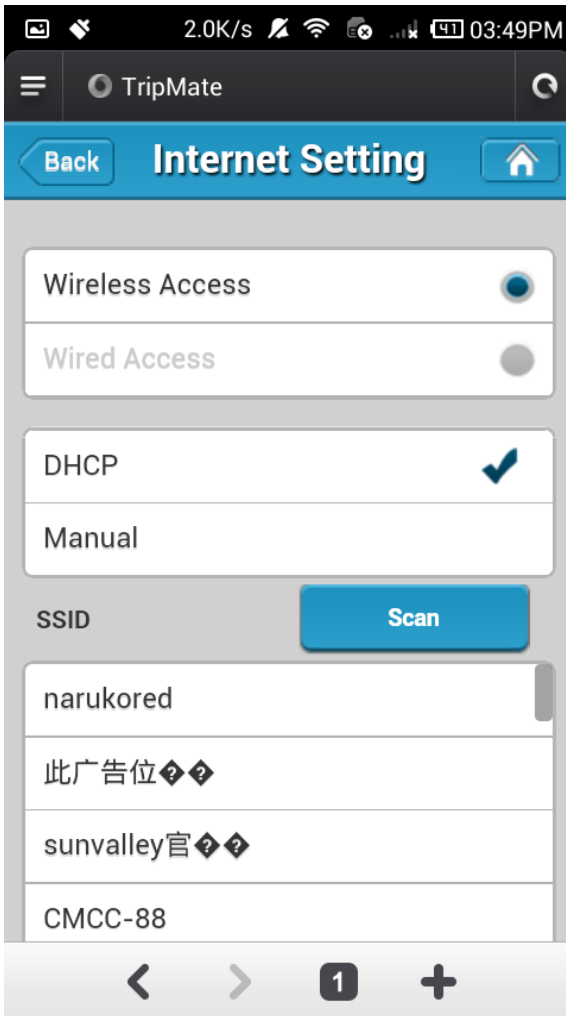 2.0K/s 41 03:49PM
TripMate
Back Internet Setting
Wireless Access
Wired Access
DHCP
Manual
SSID Scan
narukored
此广告位��
sunvalley官��
CMCC-88
1